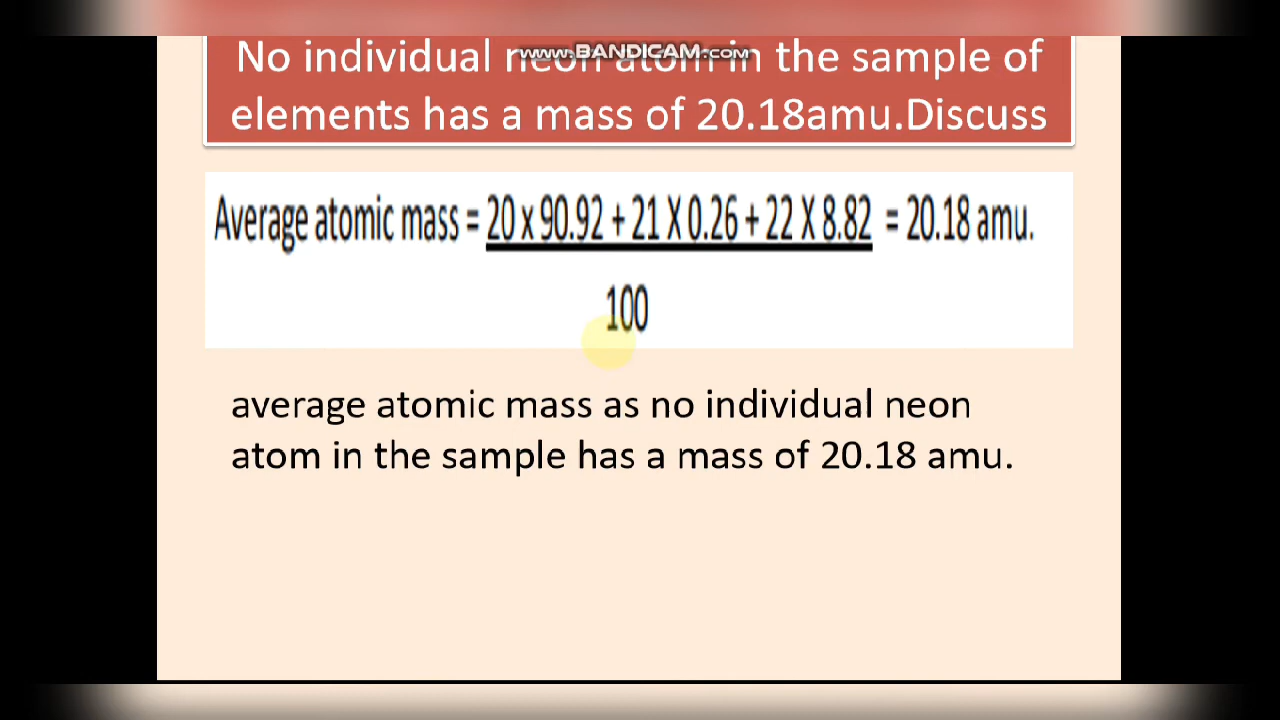 www.BANDICAM.com
No individual neon atom in the sample of
elements has a mass of 20.18amu.Discuss
Average atomic mass = 20 x 90.92 + 21 X 0.26 + 22 X 8.82 = 20.18 amu.
100
average atomic mass as no individual neon
atom in the sample has a mass of 20.18 amu.